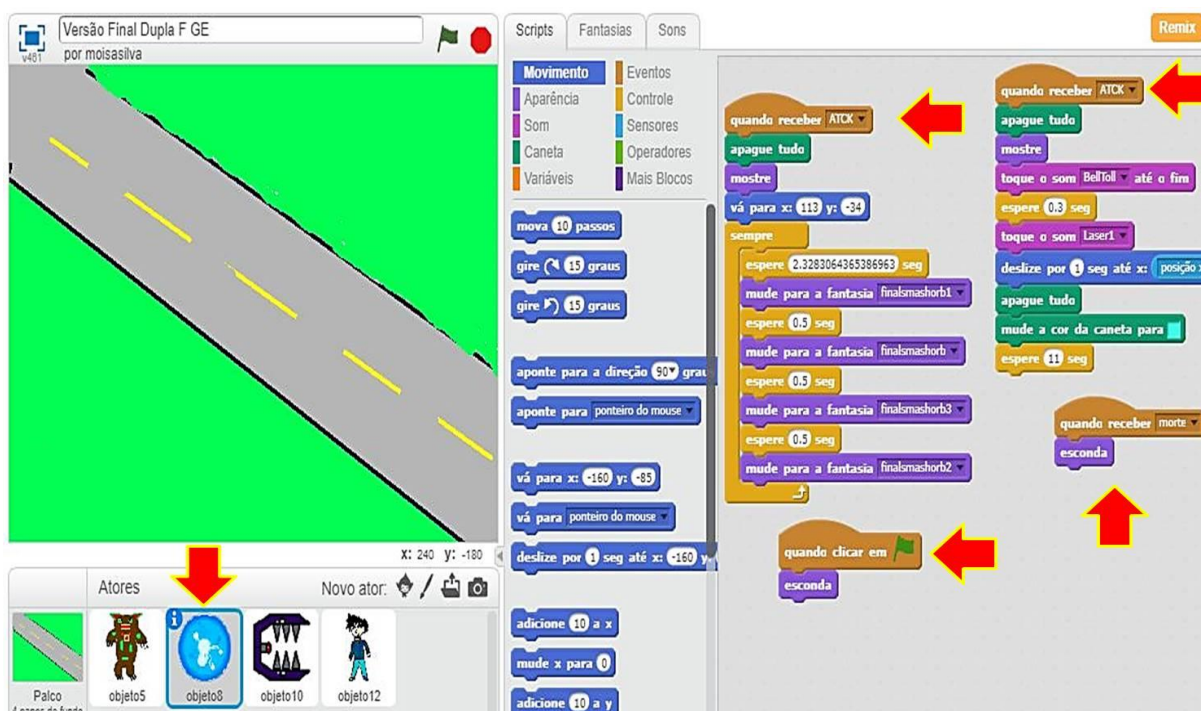 Versão Final Dupla F GE
por moisasilva
v461
x: 240 y: -180
Atores
Novo ator:
Palco
objeto5
objeto8
objeto10
objeto12
Scripts
Fantasias
Sons
Remix
Movimento
Aparência
Som
Caneta
Variáveis
Eventos
Controle
Sensores
Operadores
Mais Blocos
mova 10 passos
gire 15 graus
gire 15 graus
aponte para a direção 90 grau
aponte para ponteiro do mouse
vá para x: -160 y: -85
vá para ponteiro do mouse
deslize por 1 seg até x: -160 y
adicione 10 a x
mude x para 0
adicione 10 a y
quando receber ATCK
apague tudo
mostre
vá para x: 113 y: -34
sempre
espere 2.3283064365386963 seg
mude para a fantasia finalsmashorb1
espere 0.5 seg
mude para a fantasia finalsmashorb
espere 0.5 seg
mude para a fantasia finalsmashorb3
espere 0.5 seg
mude para a fantasia finalsmashorb2
quando clicar em
esconda
quando receber ATCK
apague tudo
mostre
toque o som BellToll até o fim
espere 0.3 seg
toque o som Laser1
deslize por 1 seg até x: posição x
apague tudo
mude a cor da caneta para
espere 11 seg
quando receber morte
esconda